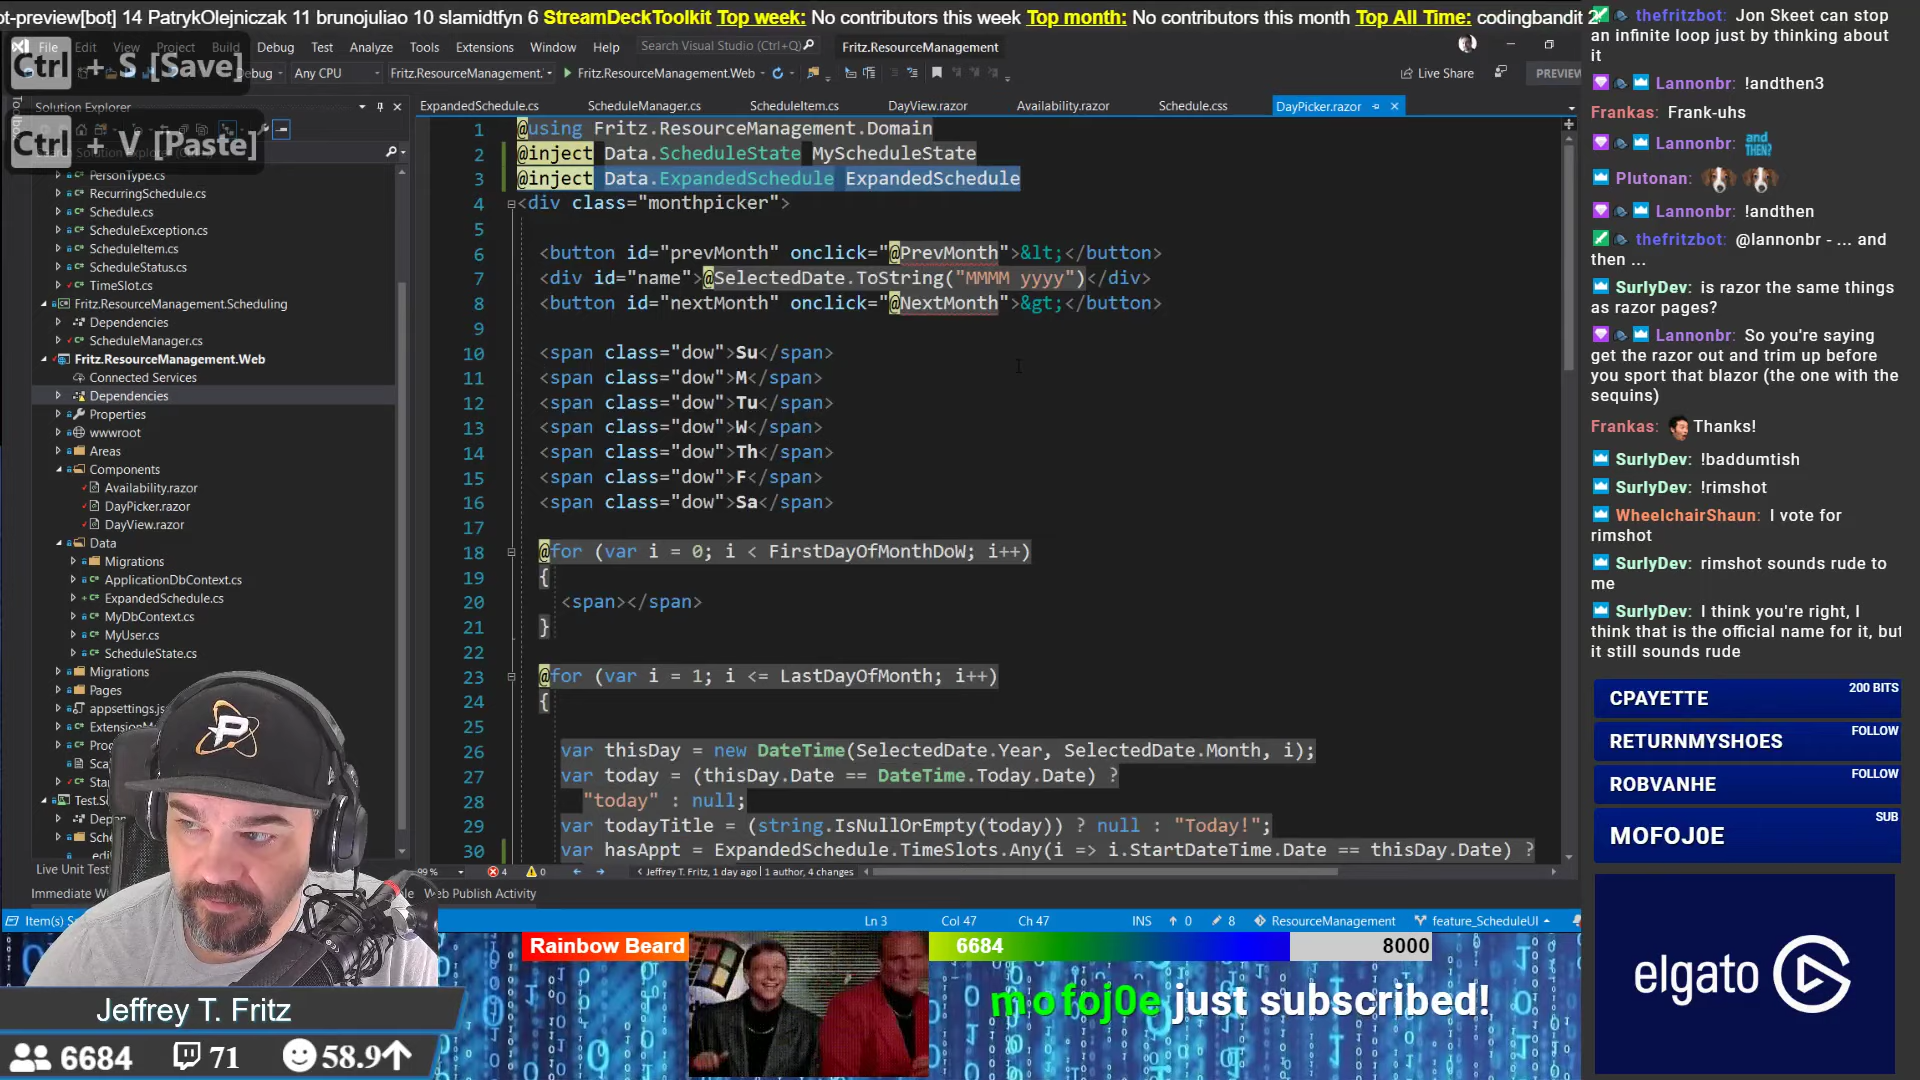 ot-preview[bot] 14 PatrykOlejniczak 11 brunojuliao 10 slamidtfyn 6 StreamDeckToolkit Top week: No contributors this week Top month: No contributors this month Top All Time: codingbandit 2
File Edit View Project Build Debug Test Analyze Tools Extensions Window Help Search Visual Studio (Ctrl+Q) Fritz.ResourceManagement
Ctrl + S [Save]
Debug Any CPU Fritz.ResourceManagement. Fritz.ResourceManagement.Web Live Share PREVIEW
Solution Explorer
Ctrl + V [Paste]
PersonType.cs
RecurringSchedule.cs
Schedule.cs
ScheduleException.cs
ScheduleItem.cs
ScheduleStatus.cs
TimeSlot.cs
Fritz.ResourceManagement.Scheduling
Dependencies
ScheduleManager.cs
Fritz.ResourceManagement.Web
Connected Services
Dependencies
Properties
wwwroot
Areas
Components
Availability.razor
DayPicker.razor
DayView.razor
Data
Migrations
ApplicationDbContext.cs
ExpandedSchedule.cs
MyDbContext.cs
MyUser.cs
ScheduleState.cs
Migrations
Pages
appsettings.js
Live Unit Test
Immediate Wind
ExpandedSchedule.cs ScheduleManager.cs ScheduleItem.cs DayView.razor Availability.razor Schedule.css DayPicker.razor
1 @using Fritz.ResourceManagement.Domain
2 @inject Data.ScheduleState MyScheduleState
3 @inject Data.ExpandedSchedule ExpandedSchedule
4 <div class="monthpicker">
5
6 <button id="prevMonth" onclick="@PrevMonth">&lt;</button>
7 <div id="name">@SelectedDate.ToString("MMMM yyyy")</div>
8 <button id="nextMonth" onclick="@NextMonth">&gt;</button>
9
10 <span class="dow">Su</span>
11 <span class="dow">M</span>
12 <span class="dow">Tu</span>
13 <span class="dow">W</span>
14 <span class="dow">Th</span>
15 <span class="dow">F</span>
16 <span class="dow">Sa</span>
17
18 @for (var i = 0; i < FirstDayOfMonthDoW; i++)
19 {
20 <span></span>
21 }
22
23 @for (var i = 1; i <= LastDayOfMonth; i++)
24 {
25
26 var thisDay = new DateTime(SelectedDate.Year, SelectedDate.Month, i);
27 var today = (thisDay.Date == DateTime.Today.Date) ?
28 "today" : null;
29 var todayTitle = (string.IsNullOrEmpty(today)) ? null : "Today!";
30 var hasAppt = ExpandedSchedule.TimeSlots.Any(i => i.StartDateTime.Date == thisDay.Date) ?
99 % 4 0 Jeffrey T. Fritz, 1 day ago | 1 author, 4 changes
Web Publish Activity
Item(s) Ln 3 Col 47 Ch 47 INS 0 8 ResourceManagement feature_ScheduleUI
thefritzbot: Jon Skeet can stop
an infinite loop just by thinking about
it
Lannonbr: !andthen3
Frankas: Frank-uhs
Lannonbr: and THEN?
Plutonan:
Lannonbr: !andthen
thefritzbot: @lannonbr - ... and
then ...
SurlyDev: is razor the same things
as razor pages?
Lannonbr: So you're saying
get the razor out and trim up before
you sport that blazor (the one with the
sequins)
Frankas: Thanks!
SurlyDev: !baddumtish
SurlyDev: !rimshot
WheelchairShaun: I vote for
rimshot
SurlyDev: rimshot sounds rude to
me
SurlyDev: I think you're right, I
think that is the official name for it, but
it still sounds rude
CPAYETTE 200 BITS
RETURNMYSHOES FOLLOW
ROBVANHE FOLLOW
MOFOJ0E SUB
elgato
Rainbow Beard 6684 8000
mofoj0e just subscribed!
Jeffrey T. Fritz
6684 71 58.9